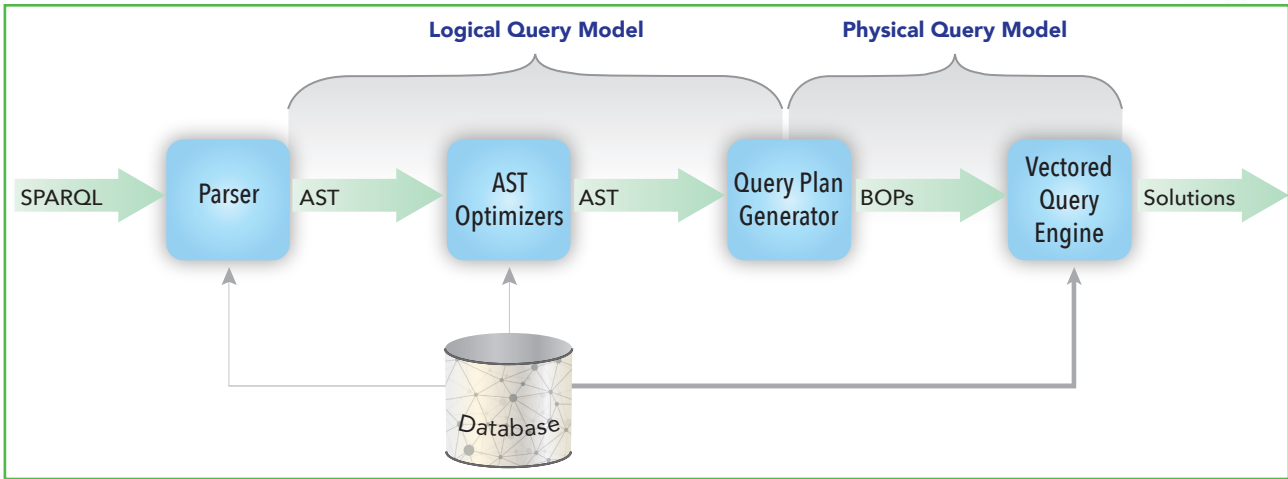 Logical Query Model
Physical Query Model
SPARQL
Parser
AST
AST
Optimizers
AST
Query Plan
Generator
BOPs
Vectored
Query
Engine
Solutions
Database